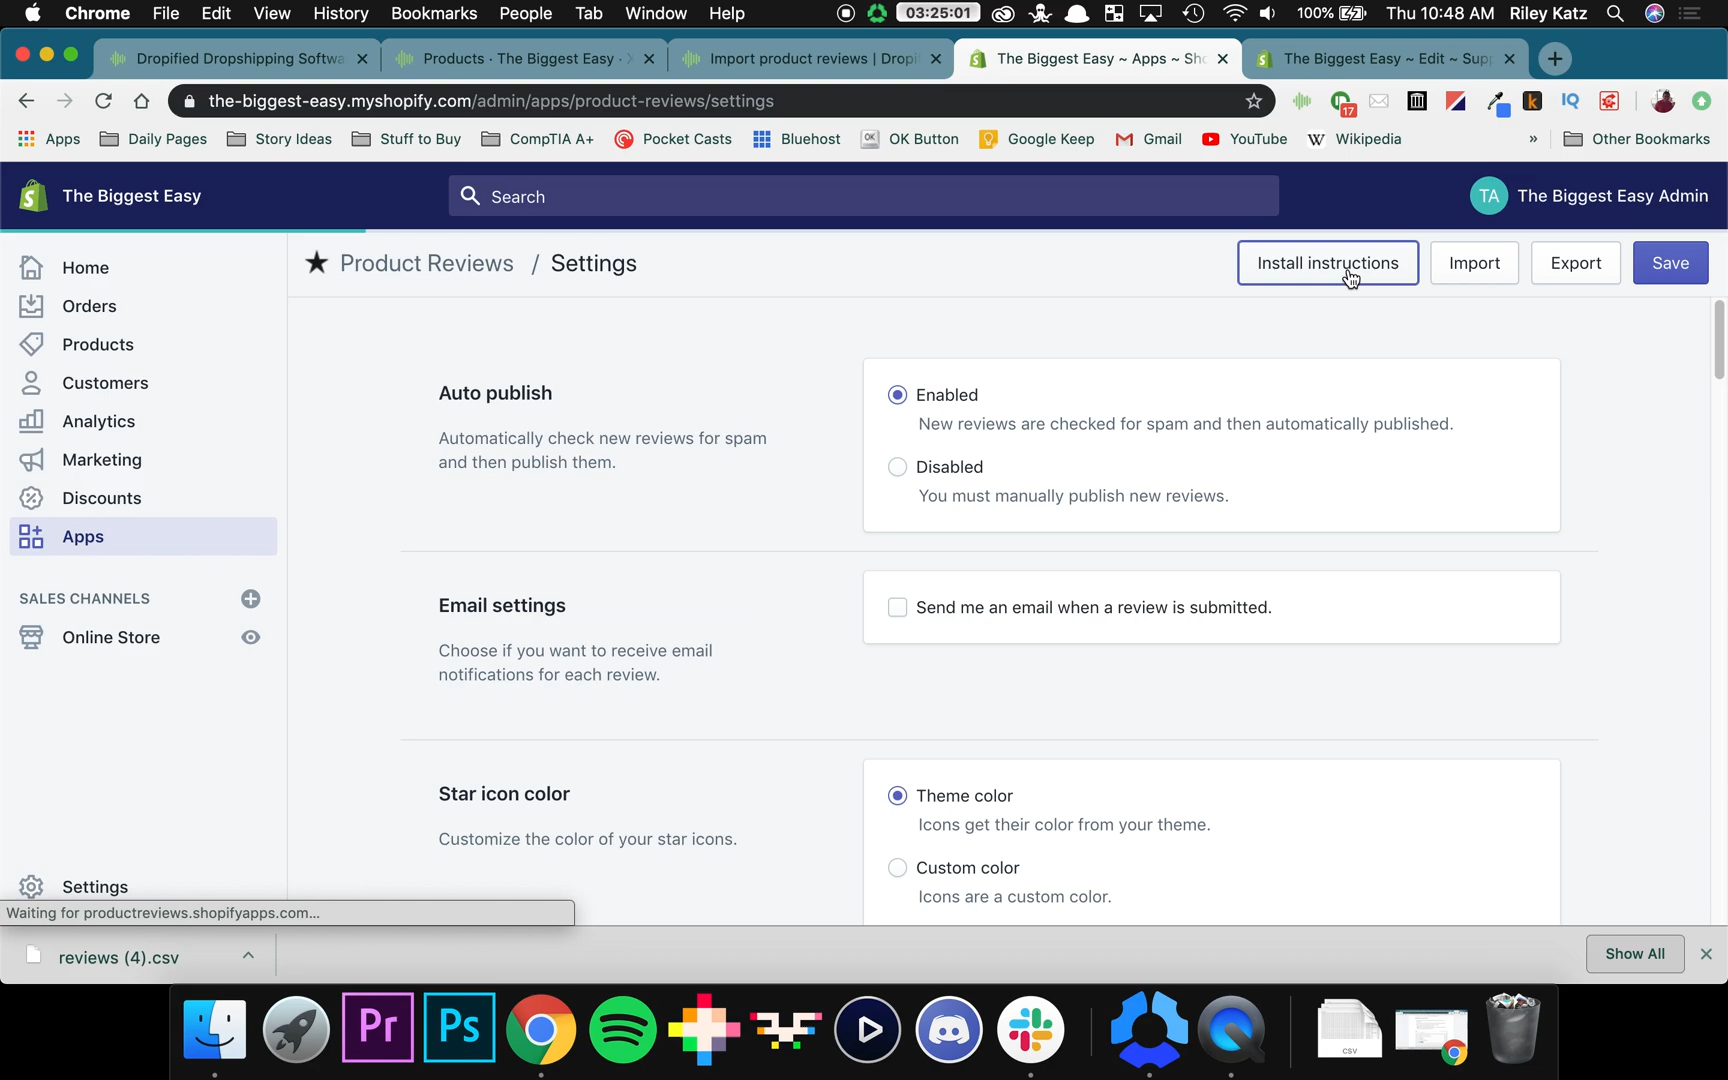 Chrome File Edit View History Bookmarks People Tab Window Help 03:25:01 100% Thu 10:48 AM Riley Katz
Dropified Dropshipping Softwa Products · The Biggest Easy · Import product reviews | Dropi The Biggest Easy ~ Apps ~ Sh The Biggest Easy ~ Edit ~ Sup
the-biggest-easy.myshopify.com/admin/apps/product-reviews/settings 17 k IQ
Apps Daily Pages Story Ideas Stuff to Buy CompTIA A+ Pocket Casts Bluehost OK OK Button Google Keep Gmail YouTube W Wikipedia » Other Bookmarks
The Biggest Easy Search TA The Biggest Easy Admin
Product Reviews / Settings Install instructions Import Export Save
Home
Orders
Products
Customers
Analytics
Marketing
Discounts
Apps
SALES CHANNELS
Online Store
Settings
Auto publish
Automatically check new reviews for spam
and then publish them.
Enabled
New reviews are checked for spam and then automatically published.
Disabled
You must manually publish new reviews.
Email settings
Choose if you want to receive email
notifications for each review.
Send me an email when a review is submitted.
Star icon color
Customize the color of your star icons.
Theme color
Icons get their color from your theme.
Custom color
Icons are a custom color.
Waiting for productreviews.shopifyapps.com...
reviews (4).csv Show All
Pr Ps CSV